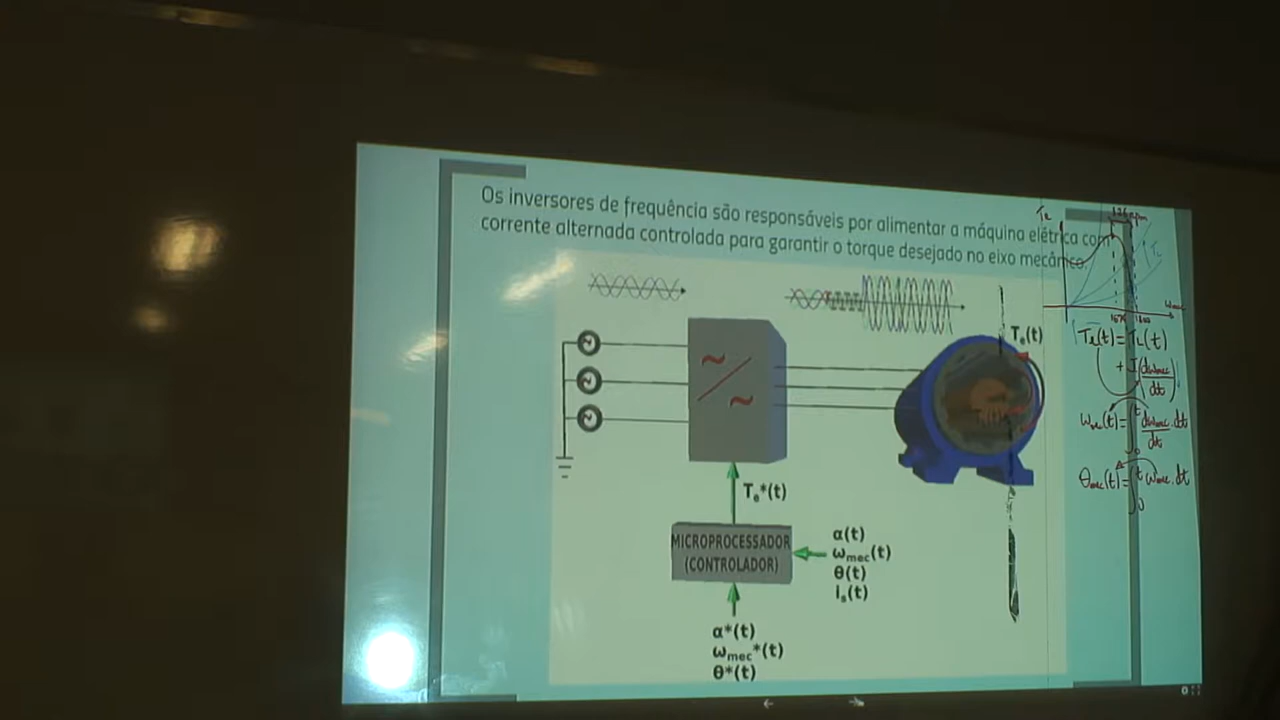 Os inversores de frequência são responsáveis por alimentar a máquina elétrica com
corrente alternada controlada para garantir o torque desejado no eixo mecânico.
Te
Te(t)
Te(t)=TL(t)
+ J(dωmec/dt)
ωmec(t)=∫ dωmec/dt . dt
θmec(t)=∫ ωmec.dt
Te*(t)
MICROPROCESSADOR
(CONTROLADOR)
α(t)
ωmec(t)
θ(t)
is(t)
α*(t)
ωmec*(t)
θ*(t)